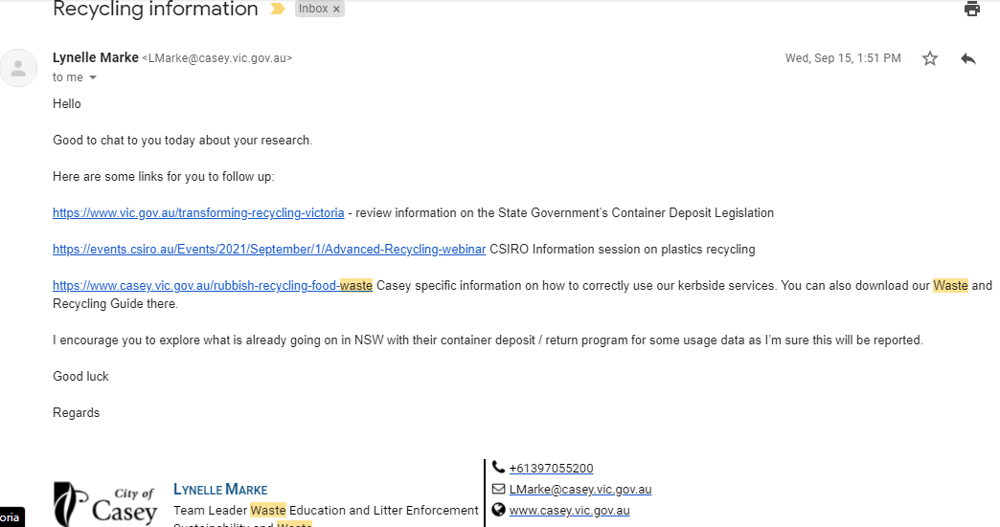 Recycling information
Inbox ×
Lynelle Marke <LMarke@casey.vic.gov.au>
Wed, Sep 15, 1:51 PM
to me
Hello
Good to chat to you today about your research.
Here are some links for you to follow up:
https://www.vic.gov.au/transforming-recycling-victoria - review information on the State Government's Container Deposit Legislation
https://events.csiro.au/Events/2021/September/1/Advanced-Recycling-webinar CSIRO Information session on plastics recycling
https://www.casey.vic.gov.au/rubbish-recycling-food-waste Casey specific information on how to correctly use our kerbside services. You can also download our Waste and
Recycling Guide there.
I encourage you to explore what is already going on in NSW with their container deposit / return program for some usage data as I'm sure this will be reported.
Good luck
Regards
City of
Casey
LYNELLE MARKE
Team Leader Waste Education and Litter Enforcement
Sustainability and Waste
+61397055200
LMarke@casey.vic.gov.au
www.casey.vic.gov.au
oria